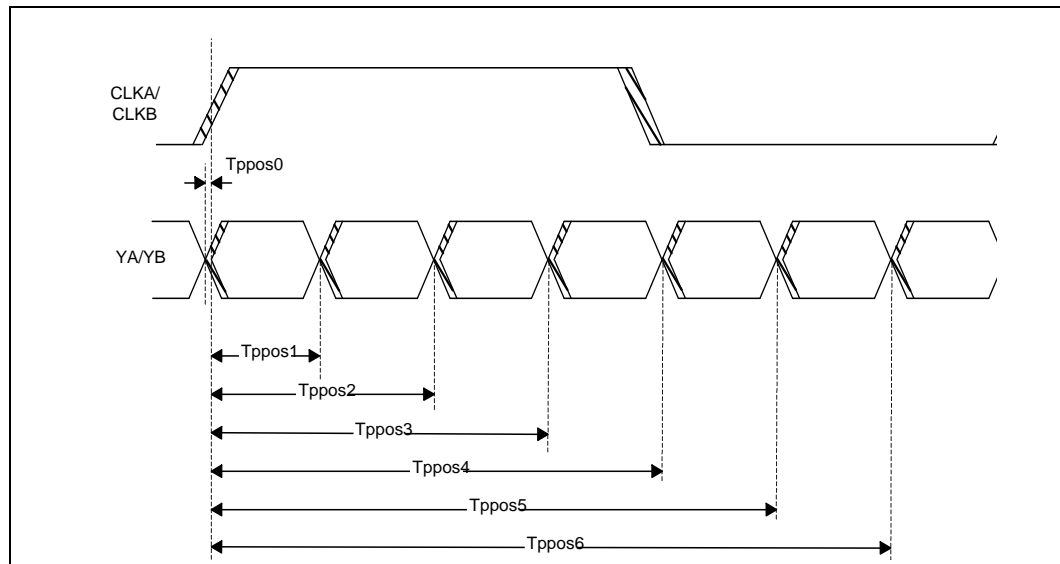 CLKA/
CLKB
Tppos0
YA/YB
Tppos1
Tppos2
Tppos3
Tppos4
Tppos5
Tppos6